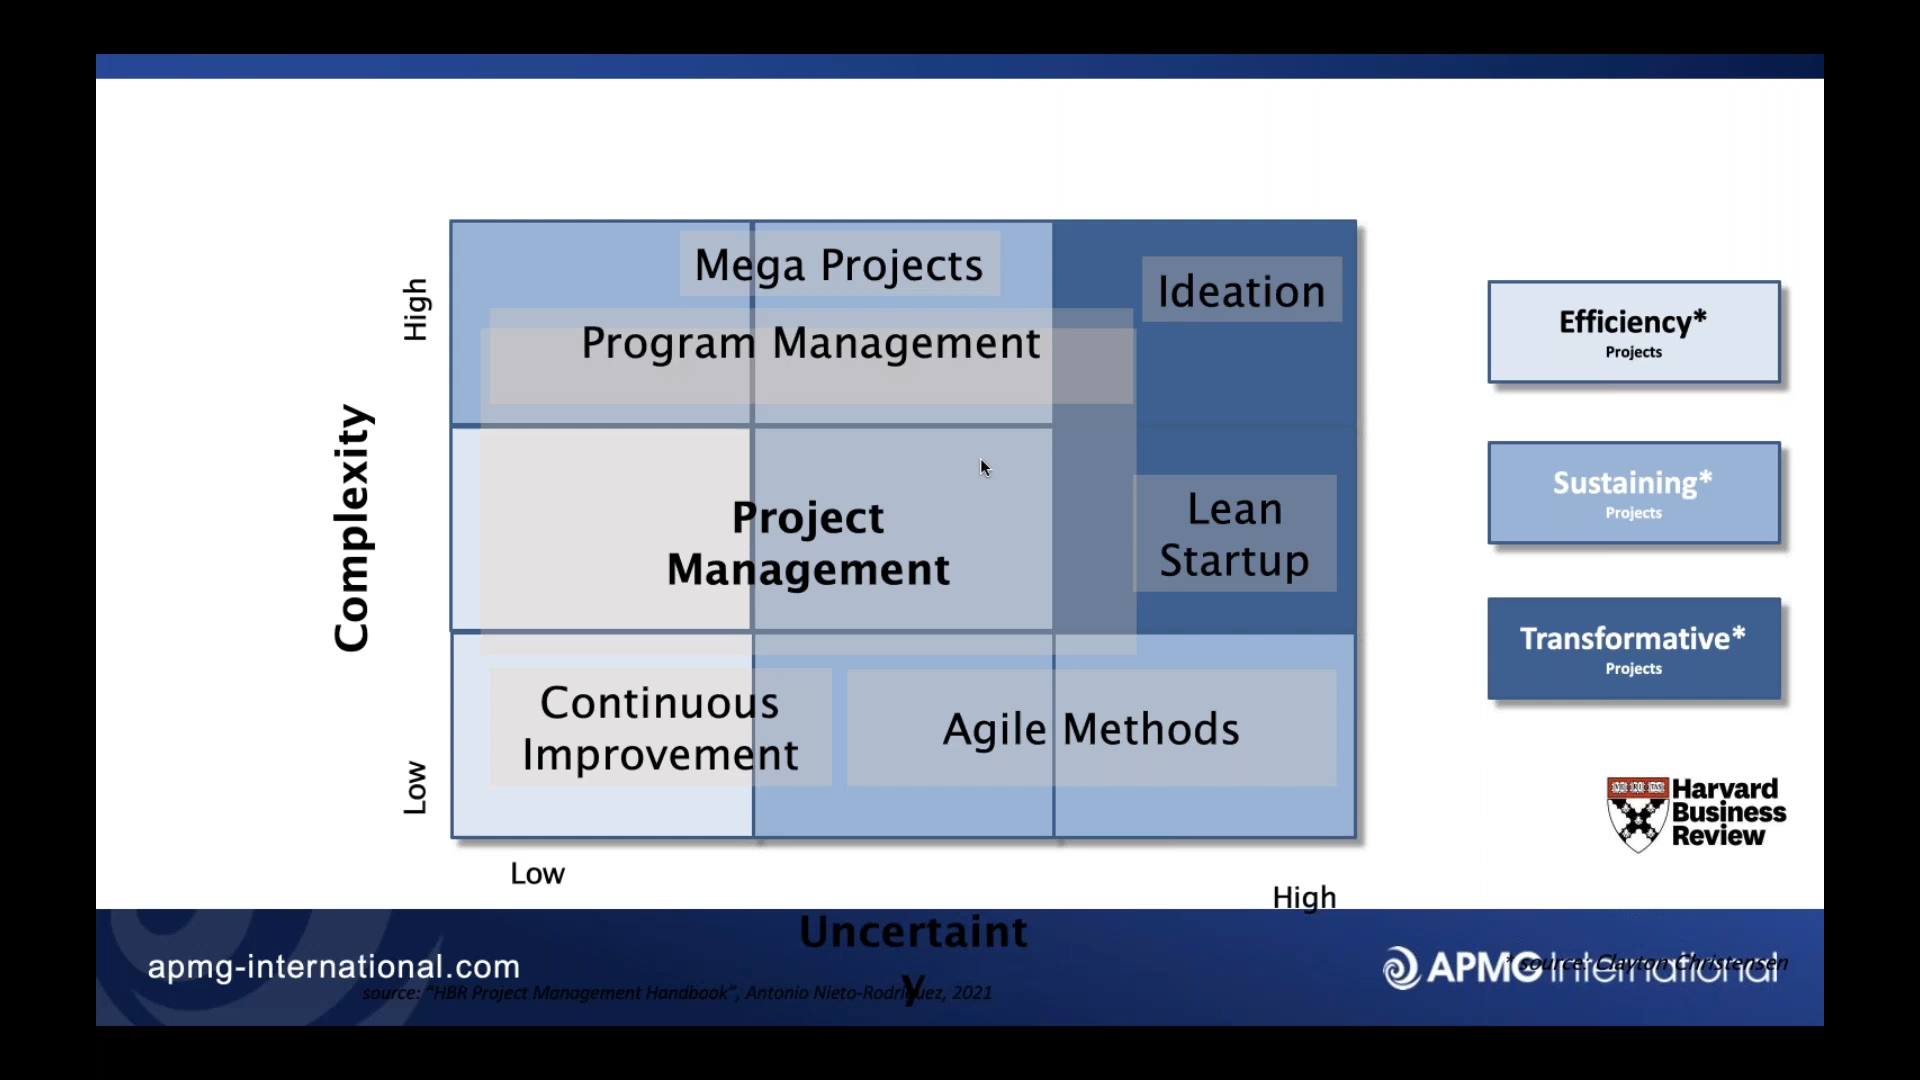 Mega Projects
Ideation
High
Program Management
Efficiency*
Projects
Complexity
Sustaining*
Projects
Project
Management
Lean
Startup
Transformative*
Projects
Continuous
Improvement
Agile Methods
Low
Harvard
Business
Review
Low
High
Uncertaint
y
apmg-international.com
APMG International
* source: Clayton Christensen
source: "HBR Project Management Handbook", Antonio Nieto-Rodriguez, 2021